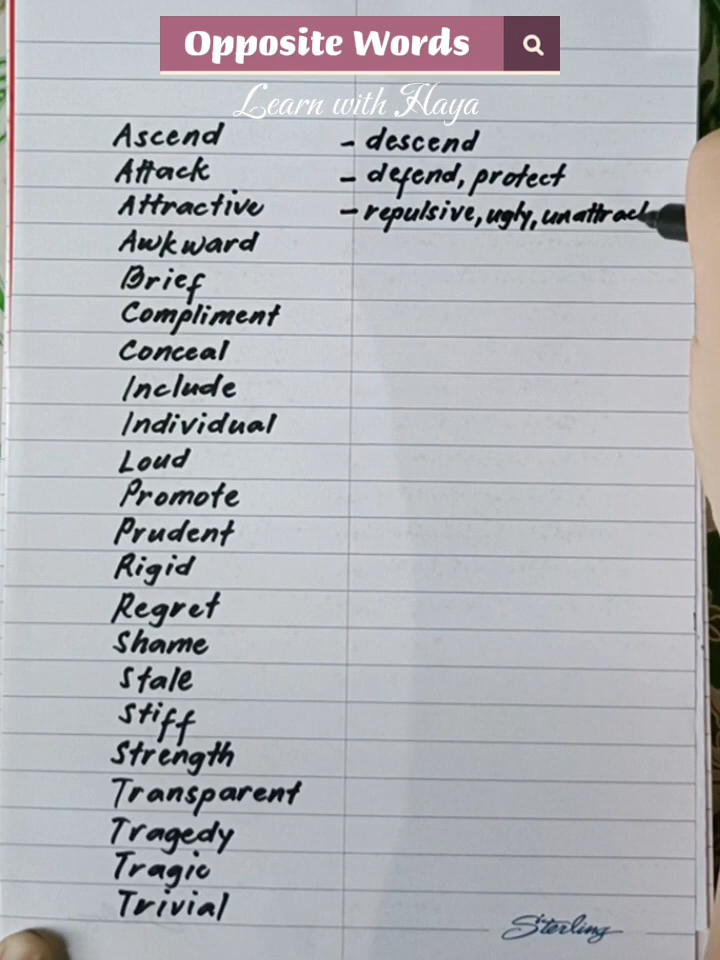 Opposite Words
Learn with Haya
Ascend - descend
Attack - defend, protect
Attractive - repulsive, ugly, unattract
Awkward
Brief
Compliment
Conceal
Include
Individual
Loud
Promote
Prudent
Rigid
Regret
Shame
Stale
Stiff
Strength
Transparent
Tragedy
Tragic
Trivial
Sterling